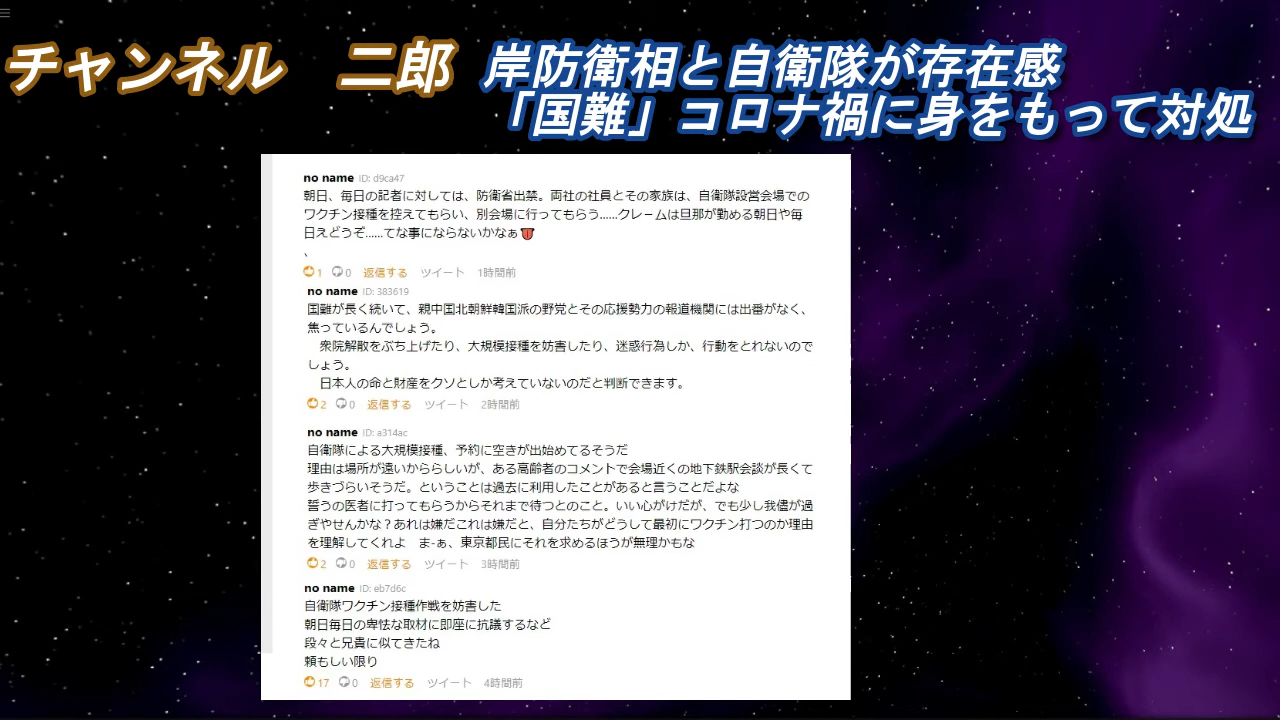 チャンネル　二郎
岸防衛相と自衛隊が存在感
「国難」コロナ禍に身をもって対処
no name ID: d9ca47
朝日、毎日の記者に対しては、防衛省出禁。両社の社員とその家族は、自衛隊設営会場での
ワクチン接種を控えてもらい、別会場に行ってもらう......クレームは旦那が勤める朝日や毎
日えどうぞ......てな事にならないかなぁ👅
、
1 0 返信する ツイート 1時間前
no name ID: 383619
国難が長く続いて、親中国北朝鮮韓国派の野党とその応援勢力の報道機関には出番がなく、
焦っているんでしょう。
　衆院解散をぶち上げたり、大規模接種を妨害したり、迷惑行為しか、行動をとれないので
しょう。
　日本人の命と財産をクソとしか考えていないのだと判断できます。
2 0 返信する ツイート 2時間前
no name ID: a314ac
自衛隊による大規模接種、予約に空きが出始めてるそうだ
理由は場所が遠いかららしいが、ある高齢者のコメントで会場近くの地下鉄駅会談が長くて
歩きづらいそうだ。ということは過去に利用したことがあると言うことだよな
誓うの医者に打ってもらうからそれまで待つとのこと。いい心がけだが、でも少し我儘が過
ぎやせんかな？あれは嫌だこれは嫌だと、自分たちがどうして最初にワクチン打つのか理由
を理解してくれよ　ま-ぁ、東京都民にそれを求めるほうが無理かもな
2 0 返信する ツイート 3時間前
no name ID: eb7d6c
自衛隊ワクチン接種作戦を妨害した
朝日毎日の卑怯な取材に即座に抗議するなど
段々と兄貴に似てきたね
頼もしい限り
17 0 返信する ツイート 4時間前